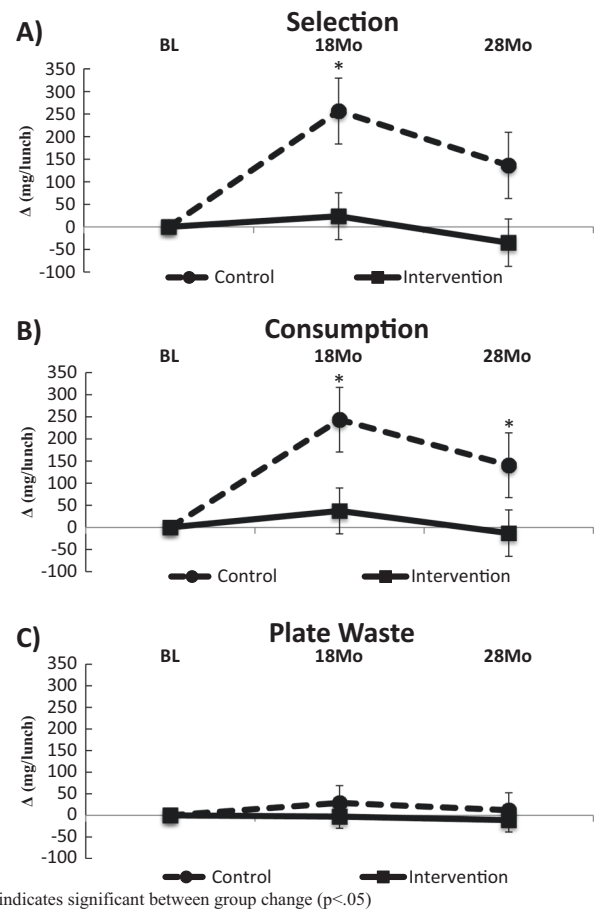 A) Selection
BL 18Mo 28Mo
350
300
250
200
150
100
50
0
-50
-100
Δ (mg/lunch)
*
Control Intervention
B) Consumption
BL 18Mo 28Mo
350
300
250
200
150
100
50
0
-50
-100
Δ (mg/lunch)
* *
Control Intervention
C) Plate Waste
BL 18Mo 28Mo
350
300
250
200
150
100
50
0
-50
-100
Δ (mg/lunch)
Control Intervention
indicates significant between group change (p<.05)